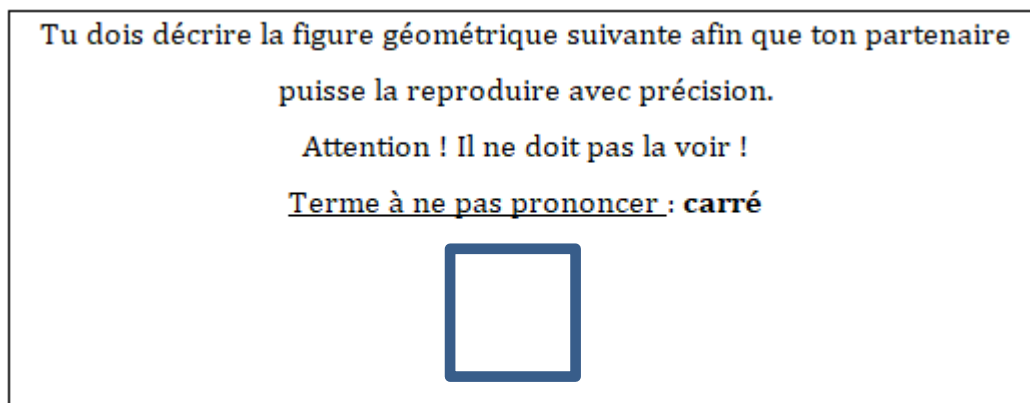 Tu dois décrire la figure géométrique suivante afin que ton partenaire
puisse la reproduire avec précision.
Attention ! Il ne doit pas la voir !
Terme à ne pas prononcer : carré